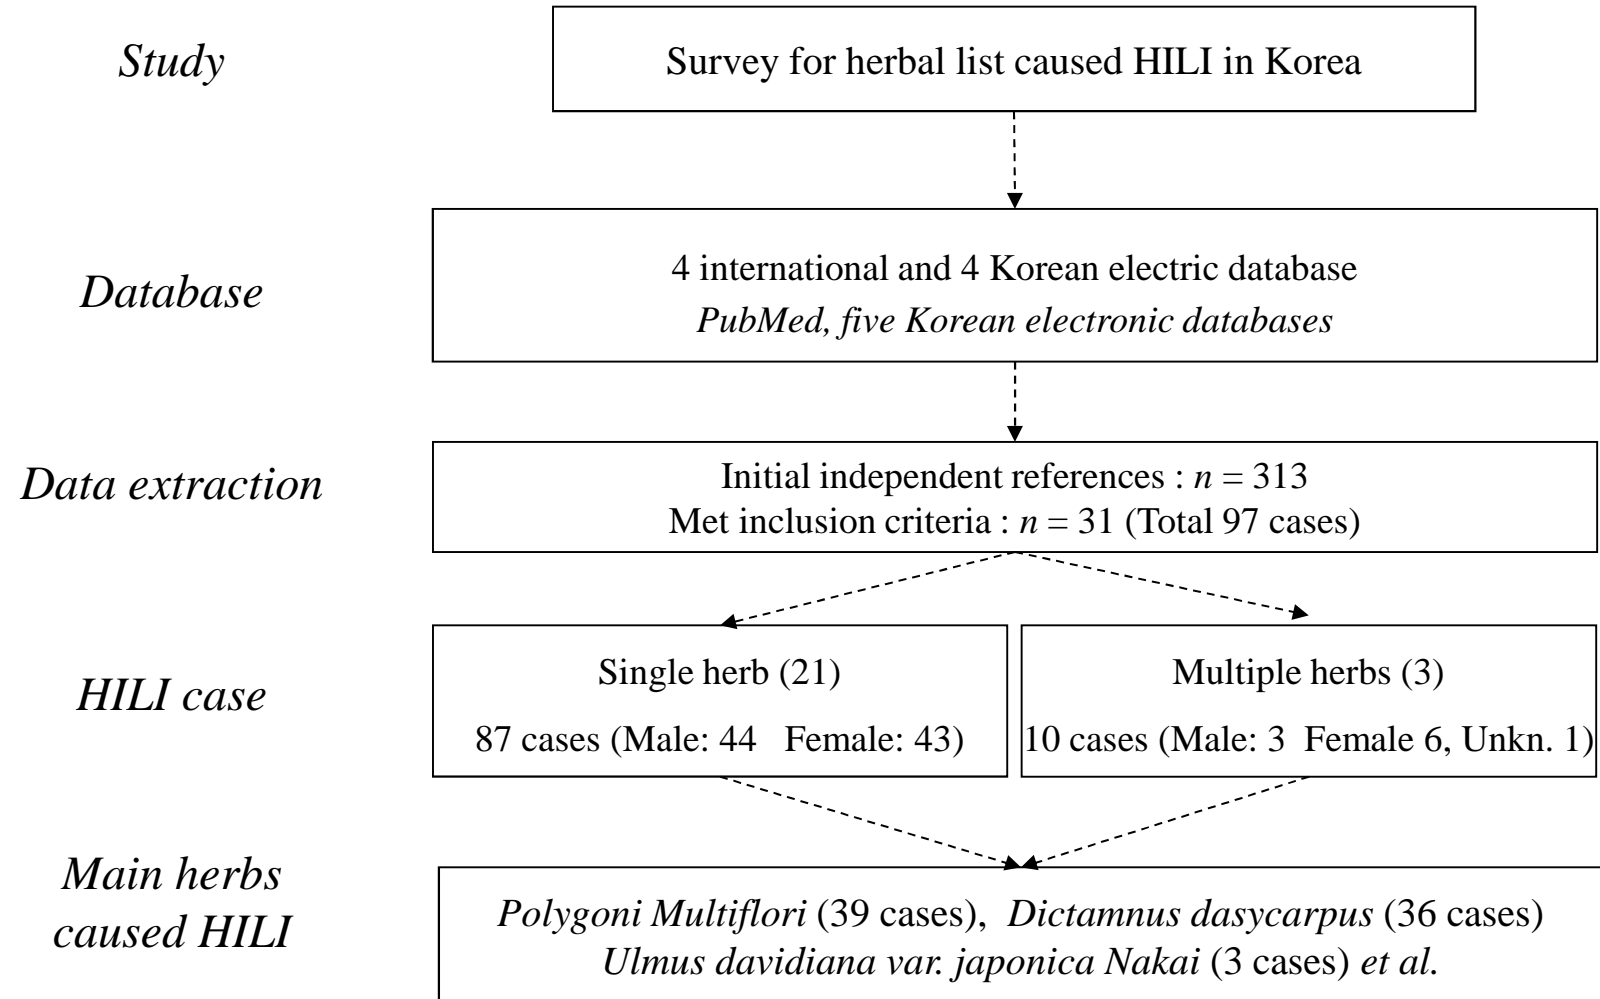 Study
Survey for herbal list caused HILI in Korea
Database
4 international and 4 Korean electric database
PubMed, five Korean electronic databases
Data extraction
Initial independent references : n = 313
Met inclusion criteria : n = 31 (Total 97 cases)
HILI case
Single herb (21)
87 cases (Male: 44 Female: 43)
Multiple herbs (3)
10 cases (Male: 3 Female 6, Unkn. 1)
Main herbs
caused HILI
Polygoni Multiflori (39 cases), Dictamnus dasycarpus (36 cases)
Ulmus davidiana var. japonica Nakai (3 cases) et al.